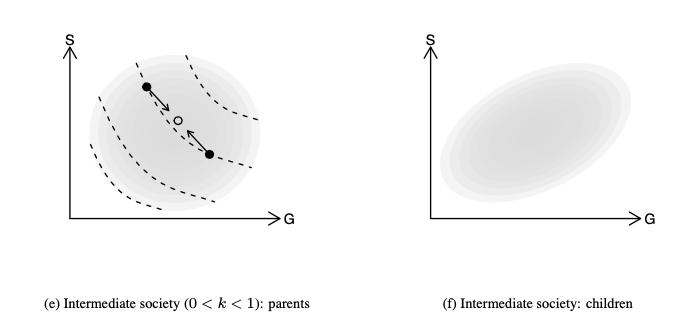 S
G
S
G
(e) Intermediate society (0 < k < 1): parents
(f) Intermediate society: children